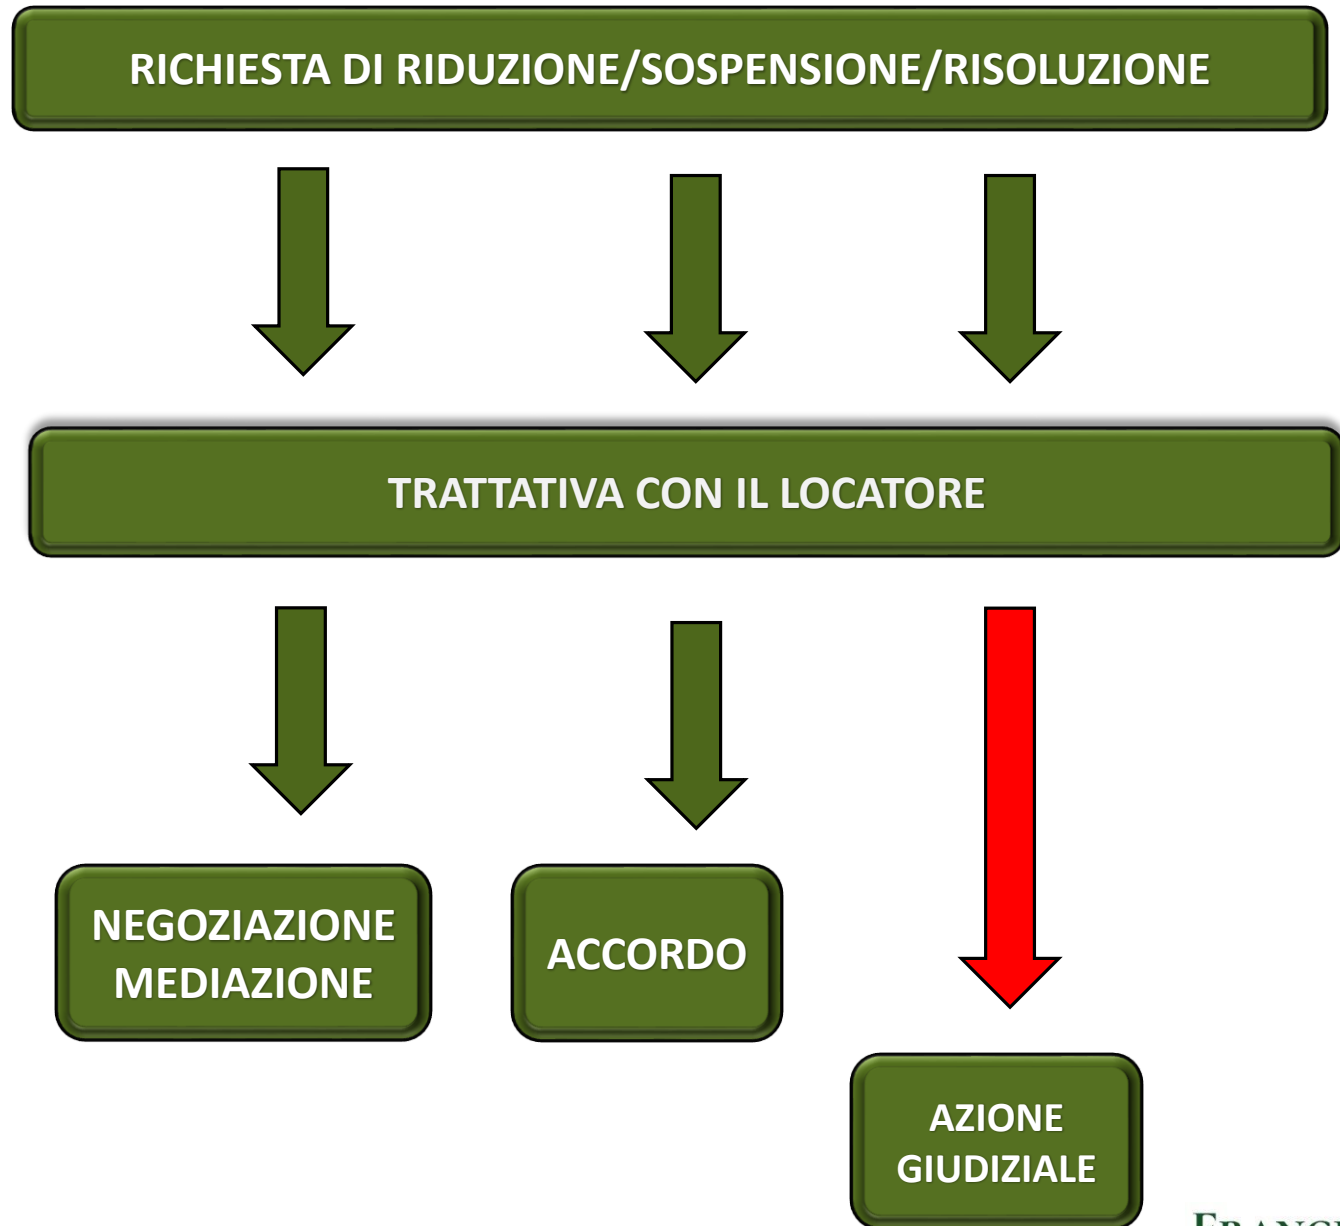 RICHIESTA DI RIDUZIONE/SOSPENSIONE/RISOLUZIONE
TRATTATIVA CON IL LOCATORE
NEGOZIAZIONE
MEDIAZIONE
ACCORDO
AZIONE
GIUDIZIALE